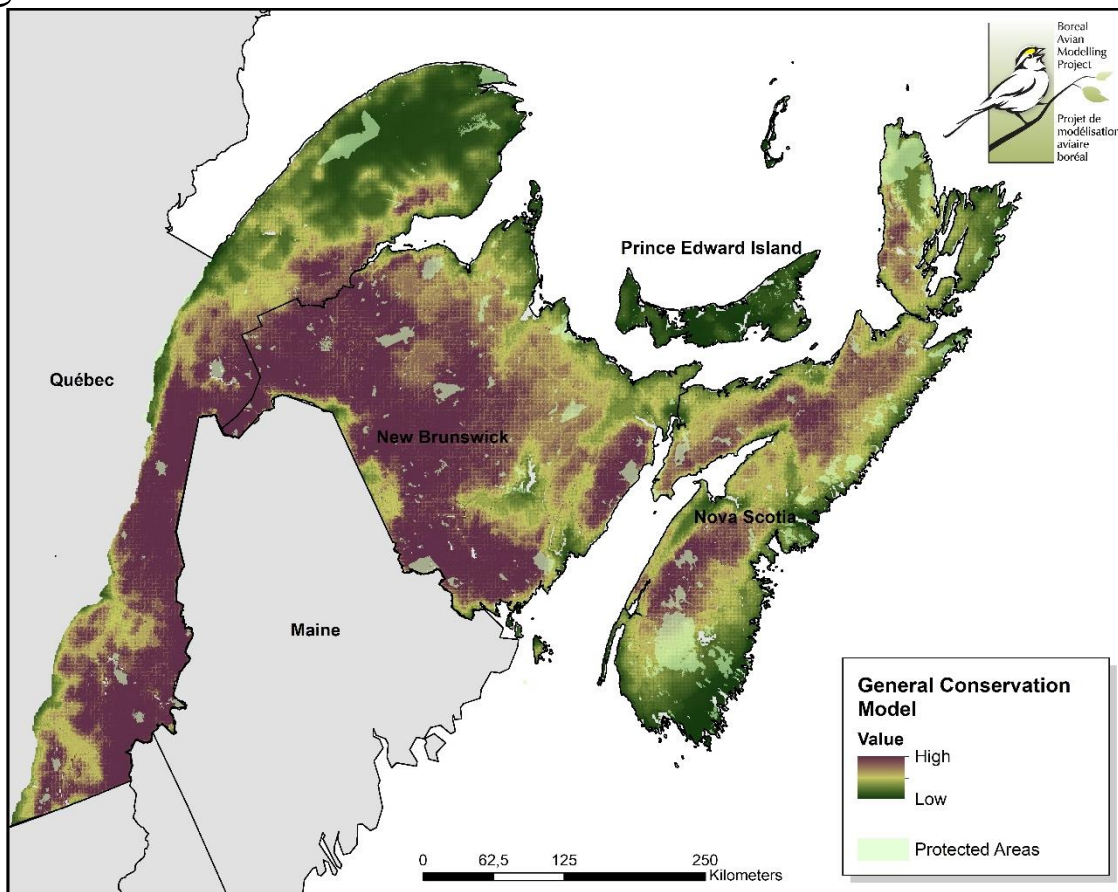 Boreal
Avian
Modelling
Project
Projet de
modélisation
aviaire
boréal
Prince Edward Island
Québec
New Brunswick
Nova Scotia
Maine
General Conservation
Model
Value
High
Low
Protected Areas
0 62,5 125 250
Kilometers